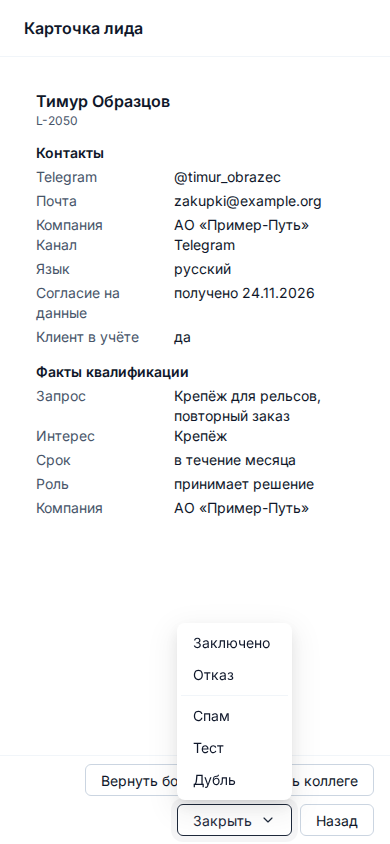 Карточка лида
Тимур Образцов
L-2050
Контакты
Telegram @timur_obrazec
Почта zakupki@example.org
Компания АО «Пример-Путь»
Канал Telegram
Язык русский
Согласие на получено 24.11.2026
данные
Клиент в учёте да
Факты квалификации
Запрос Крепёж для рельсов,
повторный заказ
Интерес Крепёж
Срок в течение месяца
Роль принимает решение
Компания АО «Пример-Путь»
Заключено
Отказ
Спам
Тест
Дубль
Вернуть коллеге
Закрыть Назад